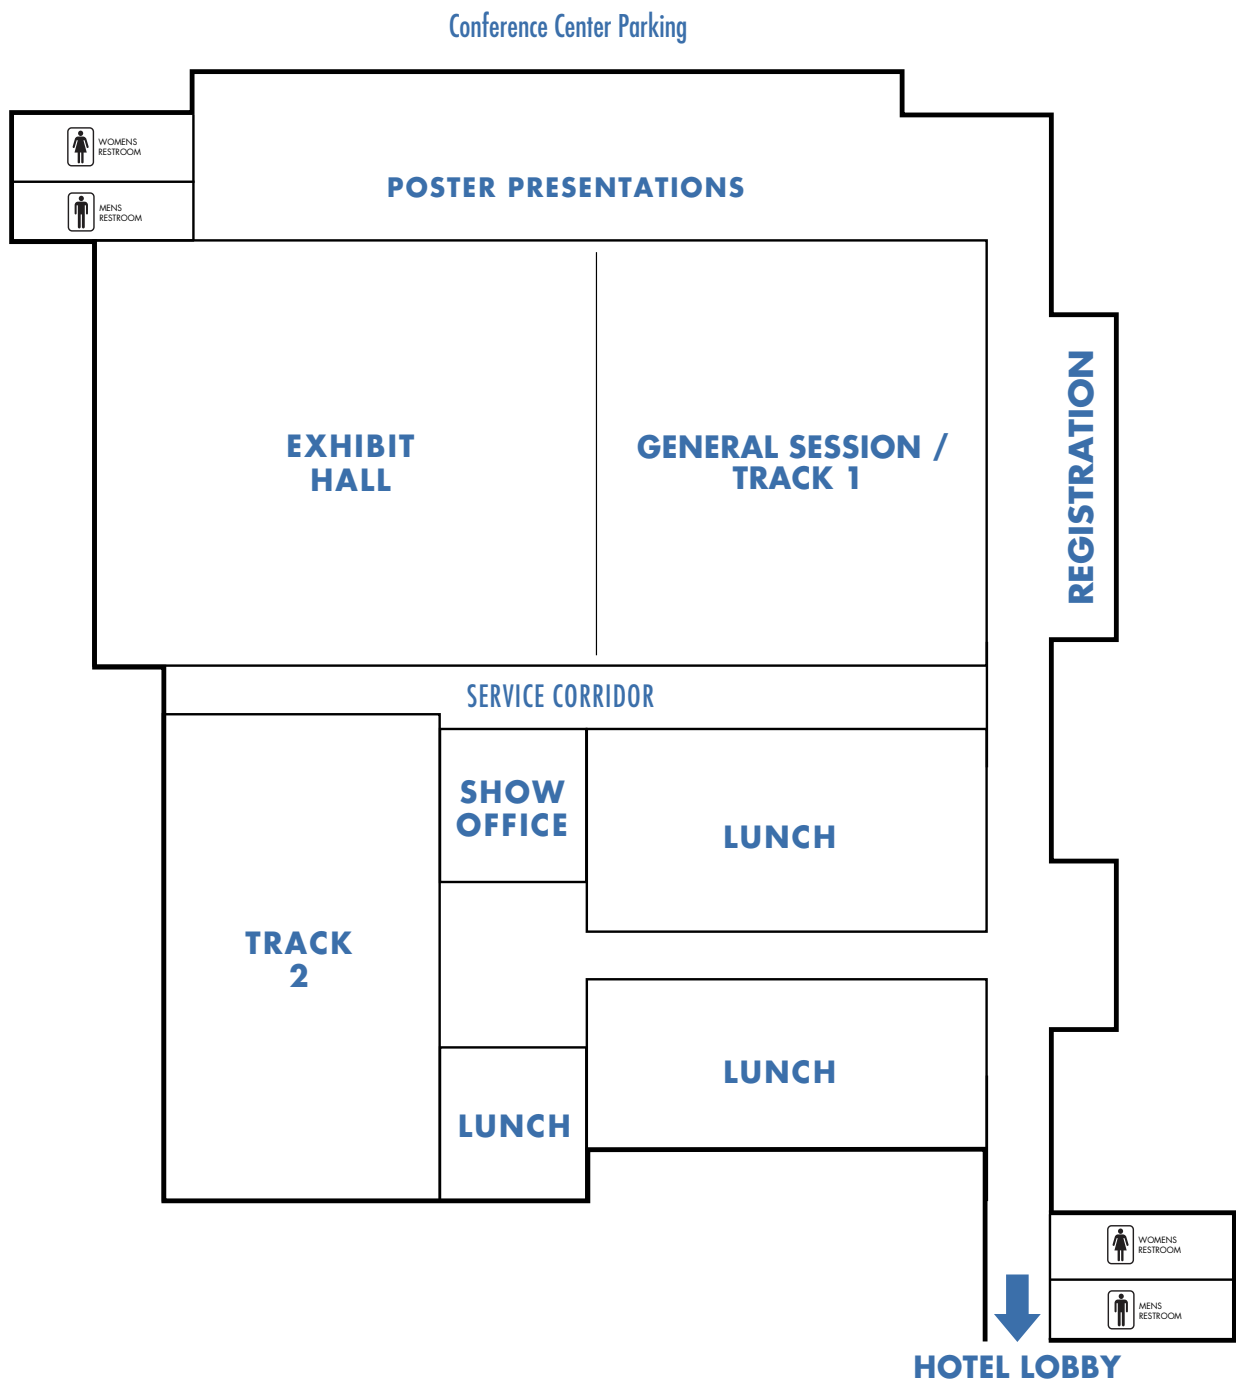 Conference Center Parking
WOMENS
RESTROOM
MENS
RESTROOM
POSTER PRESENTATIONS
EXHIBIT
HALL
GENERAL SESSION /
TRACK 1
REGISTRATION
SERVICE CORRIDOR
SHOW
OFFICE
LUNCH
TRACK
2
LUNCH
LUNCH
WOMENS
RESTROOM
MENS
RESTROOM
HOTEL LOBBY